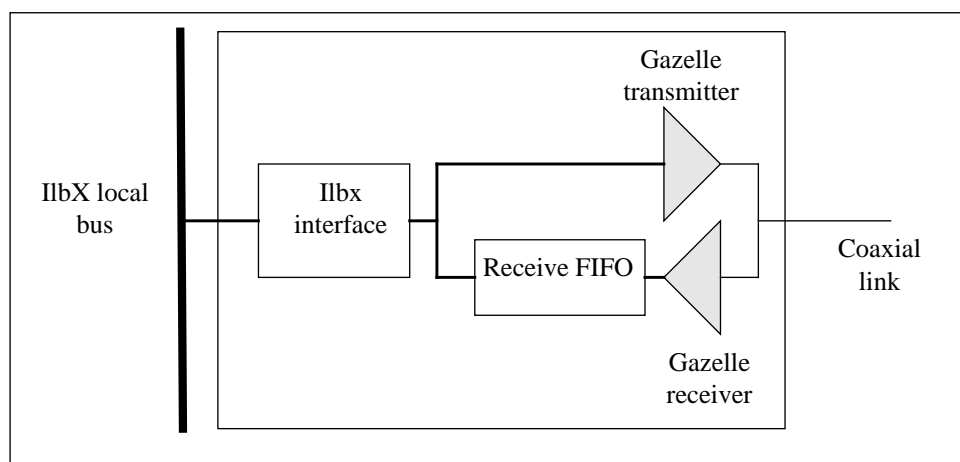 Gazelle
transmitter
IlbX local
bus
Ilbx
interface
Receive FIFO
Coaxial
link
Gazelle
receiver